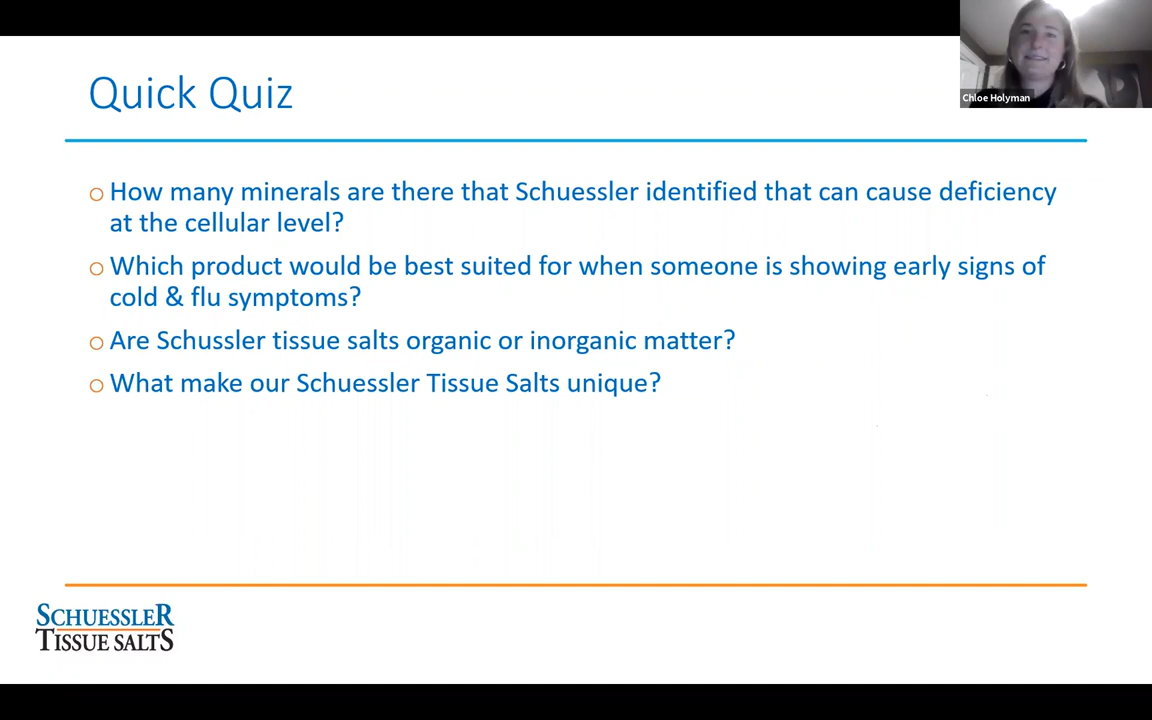 Chloe Holyman
Quick Quiz
How many minerals are there that Schuessler identified that can cause deficiency
at the cellular level?
Which product would be best suited for when someone is showing early signs of
cold & flu symptoms?
Are Schussler tissue salts organic or inorganic matter?
What make our Schuessler Tissue Salts unique?
SCHUESSLER
TISSUE SALTS